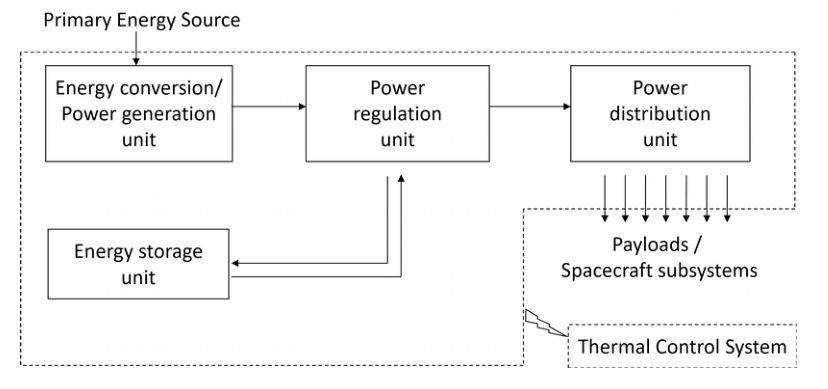 Primary Energy Source
Energy conversion/
Power generation
unit
Power
regulation
unit
Power
distribution
unit
Energy storage
unit
Payloads /
Spacecraft subsystems
Thermal Control System